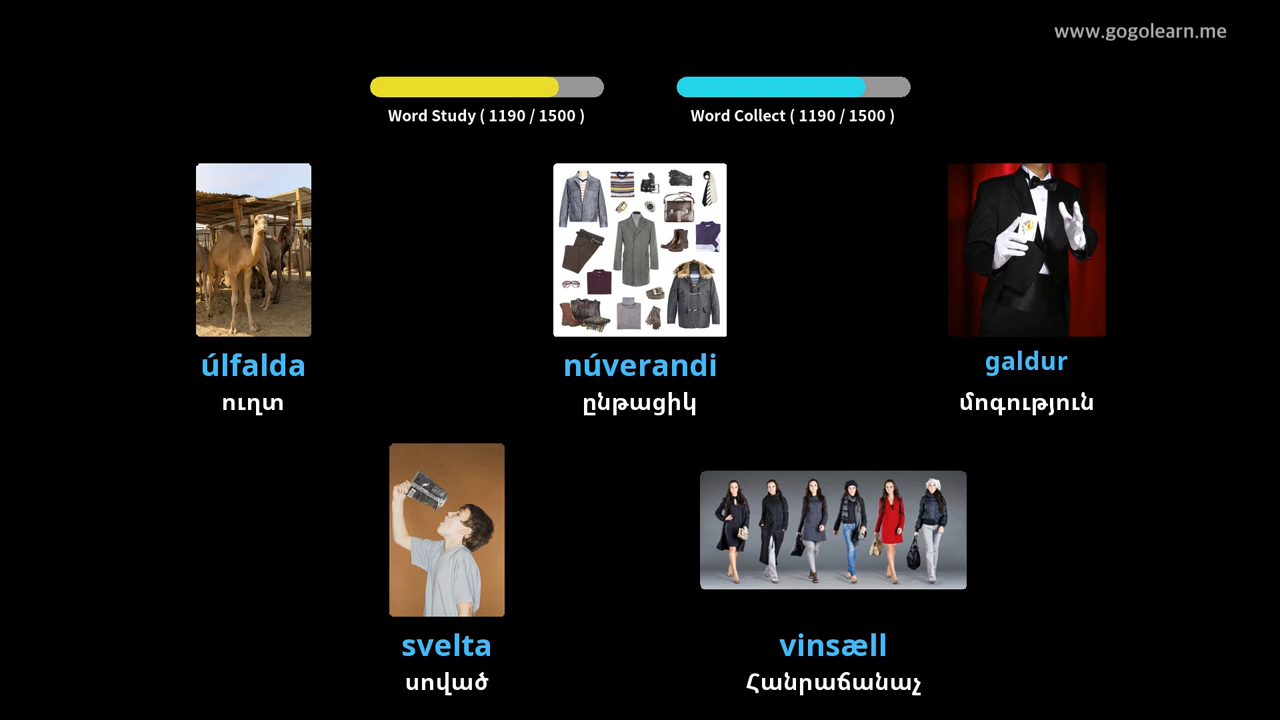 www.gogolearn.me
Word Study ( 1190 / 1500 )
Word Collect ( 1190 / 1500 )
úlfalda
ուղտ
núverandi
ընթացիկ
galdur
մոգություն
svelta
սոված
vinsæll
Հանրաճանաչ